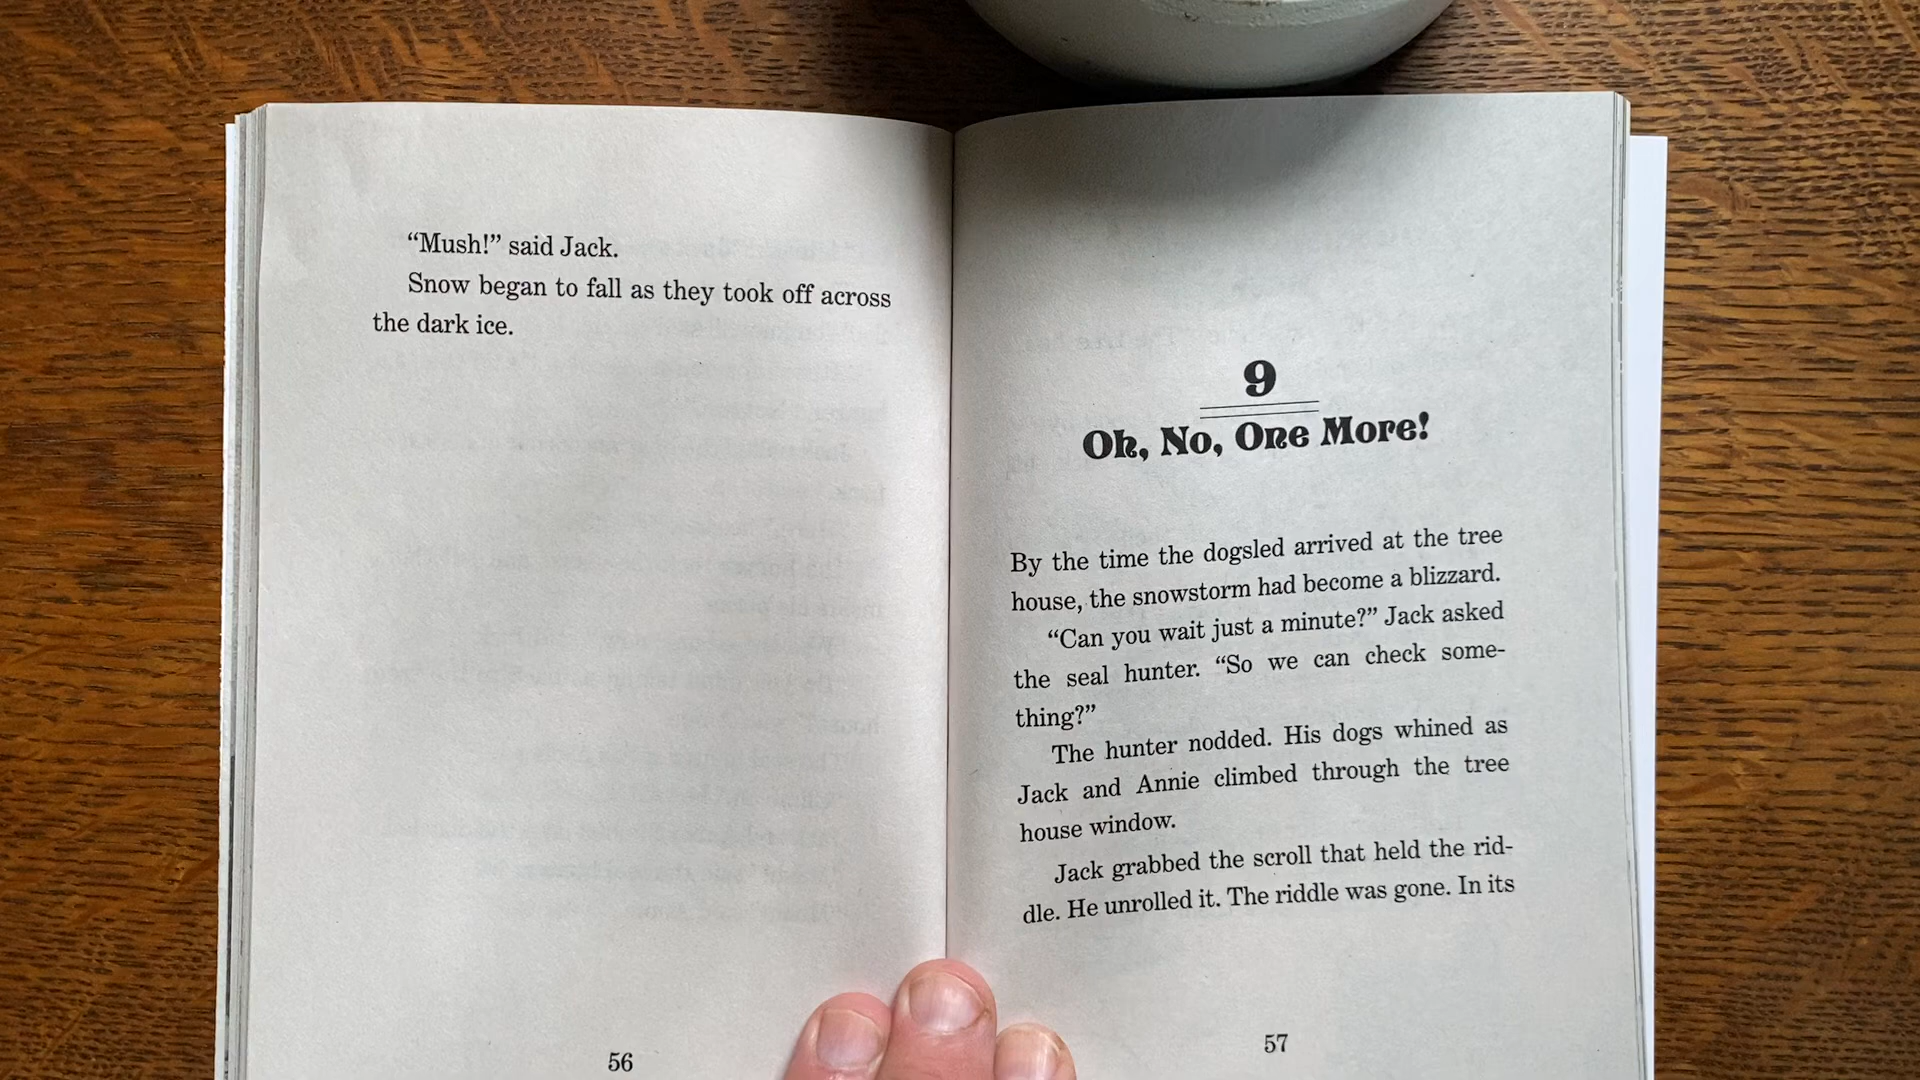 “Mush!” said Jack.
Snow began to fall as they took off across
the dark ice.
56
9
Oh, No, One More!
By the time the dogsled arrived at the tree
house, the snowstorm had become a blizzard.
“Can you wait just a minute?” Jack asked
the seal hunter. “So we can check some-
thing?”
The hunter nodded. His dogs whined as
Jack and Annie climbed through the tree
house window.
Jack grabbed the scroll that held the rid-
dle. He unrolled it. The riddle was gone. In its
57